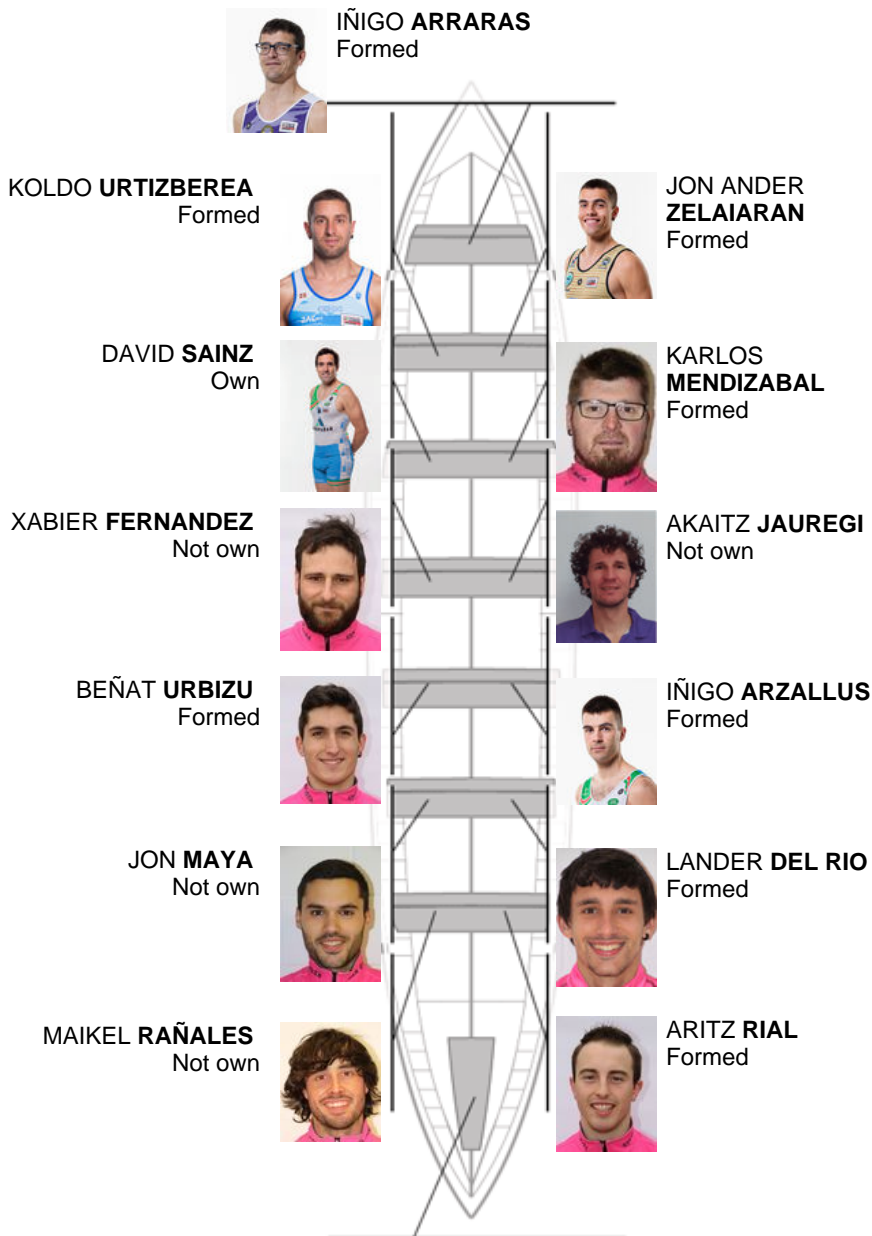 IÑIGO ARRARAS
Formed
KOLDO URTIZBEREA
Formed
JON ANDER
ZELAIARAN
Formed
DAVID SAINZ
Own
KARLOS
MENDIZABAL
Formed
XABIER FERNANDEZ
Not own
AKAITZ JAUREGI
Not own
BEÑAT URBIZU
Formed
IÑIGO ARZALLUS
Formed
JON MAYA
Not own
LANDER DEL RIO
Formed
MAIKEL RAÑALES
Not own
ARITZ RIAL
Formed